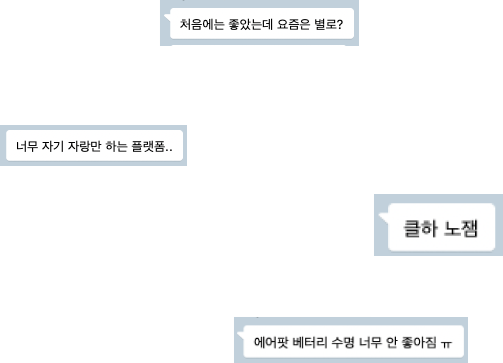 처음에는 좋았는데 요즘은 별로?
너무 자기 자랑만 하는 플랫폼..
클하 노잼
에어팟 베터리 수명 너무 안 좋아짐 ㅠ